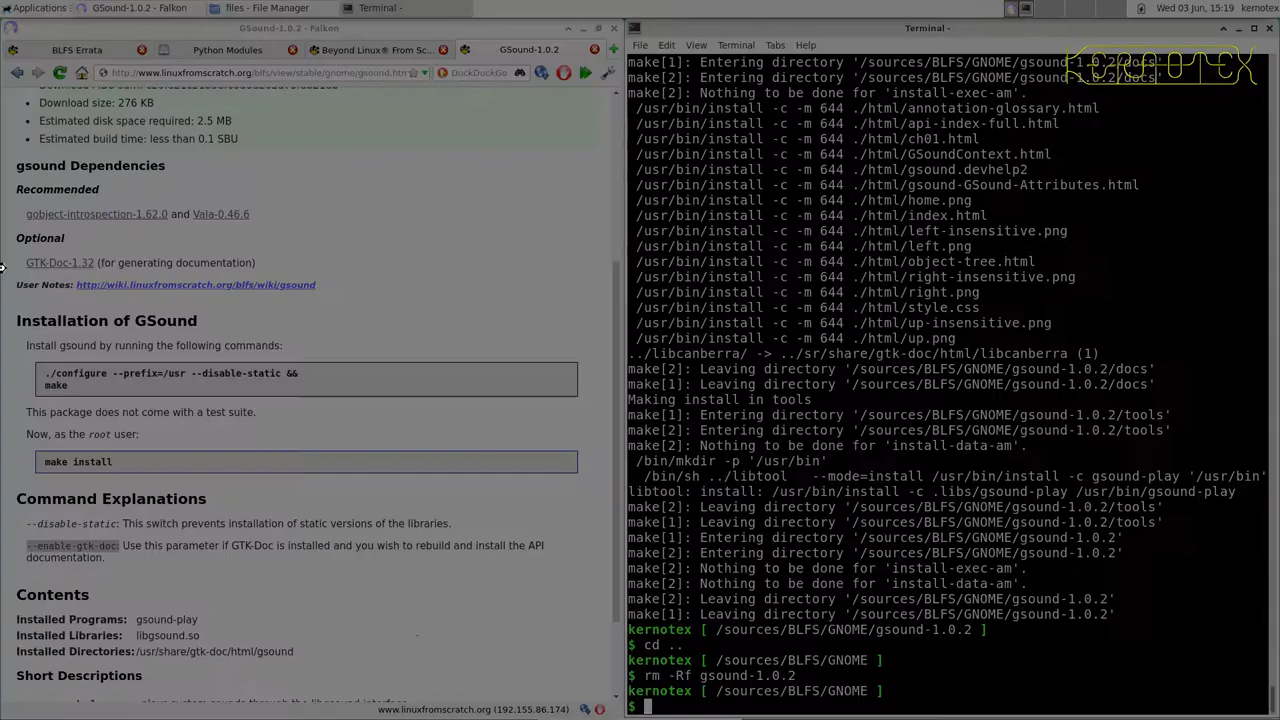 Applications
GSound-1.0.2 - Falkon
files - File Manager
Terminal -
Wed 03 Jun, 15:19
kernotex
GSound-1.0.2 - Falkon
BLFS Errata
Python Modules
Beyond Linux® From Sc...
GSound-1.0.2
http://www.linuxfromscratch.org/blfs/view/stable/gnome/gsound.htm
DuckDuckGo
Download size: 276 KB
Estimated disk space required: 2.5 MB
Estimated build time: less than 0.1 SBU
gsound Dependencies
Recommended
gobject-introspection-1.62.0 and Vala-0.46.6
Optional
GTK-Doc-1.32 (for generating documentation)
User Notes: http://wiki.linuxfromscratch.org/blfs/wiki/gsound
Installation of GSound
Install gsound by running the following commands:
./configure --prefix=/usr --disable-static &&
make
This package does not come with a test suite.
Now, as the root user:
make install
Command Explanations
--disable-static: This switch prevents installation of static versions of the libraries.
--enable-gtk-doc: Use this parameter if GTK-Doc is installed and you wish to rebuild and install the API
documentation.
Contents
Installed Programs: gsound-play
Installed Libraries: libgsound.so
Installed Directories: /usr/share/gtk-doc/html/gsound
Short Descriptions
www.linuxfromscratch.org (192.155.86.174)
Terminal -
File Edit View Terminal Tabs Help
KERNOTEX
make[1]: Entering directory '/sources/BLFS/GNOME/gsound-1.0.2/docs'
make[2]: Entering directory '/sources/BLFS/GNOME/gsound-1.0.2/docs'
make[2]: Nothing to be done for 'install-exec-am'.
/usr/bin/install -c -m 644 ./html/annotation-glossary.html
/usr/bin/install -c -m 644 ./html/api-index-full.html
/usr/bin/install -c -m 644 ./html/ch01.html
/usr/bin/install -c -m 644 ./html/GSoundContext.html
/usr/bin/install -c -m 644 ./html/gsound.devhelp2
/usr/bin/install -c -m 644 ./html/gsound-GSound-Attributes.html
/usr/bin/install -c -m 644 ./html/home.png
/usr/bin/install -c -m 644 ./html/index.html
/usr/bin/install -c -m 644 ./html/left-insensitive.png
/usr/bin/install -c -m 644 ./html/left.png
/usr/bin/install -c -m 644 ./html/object-tree.html
/usr/bin/install -c -m 644 ./html/right-insensitive.png
/usr/bin/install -c -m 644 ./html/right.png
/usr/bin/install -c -m 644 ./html/style.css
/usr/bin/install -c -m 644 ./html/up-insensitive.png
/usr/bin/install -c -m 644 ./html/up.png
../libcanberra/ -> ../sr/share/gtk-doc/html/libcanberra (1)
make[2]: Leaving directory '/sources/BLFS/GNOME/gsound-1.0.2/docs'
make[1]: Leaving directory '/sources/BLFS/GNOME/gsound-1.0.2/docs'
Making install in tools
make[1]: Entering directory '/sources/BLFS/GNOME/gsound-1.0.2/tools'
make[2]: Entering directory '/sources/BLFS/GNOME/gsound-1.0.2/tools'
make[2]: Nothing to be done for 'install-data-am'.
/bin/mkdir -p '/usr/bin'
/bin/sh ../libtool --mode=install /usr/bin/install -c gsound-play '/usr/bin'
libtool: install: /usr/bin/install -c .libs/gsound-play /usr/bin/gsound-play
make[2]: Leaving directory '/sources/BLFS/GNOME/gsound-1.0.2/tools'
make[1]: Leaving directory '/sources/BLFS/GNOME/gsound-1.0.2/tools'
make[1]: Entering directory '/sources/BLFS/GNOME/gsound-1.0.2'
make[2]: Entering directory '/sources/BLFS/GNOME/gsound-1.0.2'
make[2]: Nothing to be done for 'install-exec-am'.
make[2]: Nothing to be done for 'install-data-am'.
make[2]: Leaving directory '/sources/BLFS/GNOME/gsound-1.0.2'
make[1]: Leaving directory '/sources/BLFS/GNOME/gsound-1.0.2'
kernotex [ /sources/BLFS/GNOME/gsound-1.0.2 ]
$ cd ..
kernotex [ /sources/BLFS/GNOME ]
$ rm -Rf gsound-1.0.2
kernotex [ /sources/BLFS/GNOME ]
$